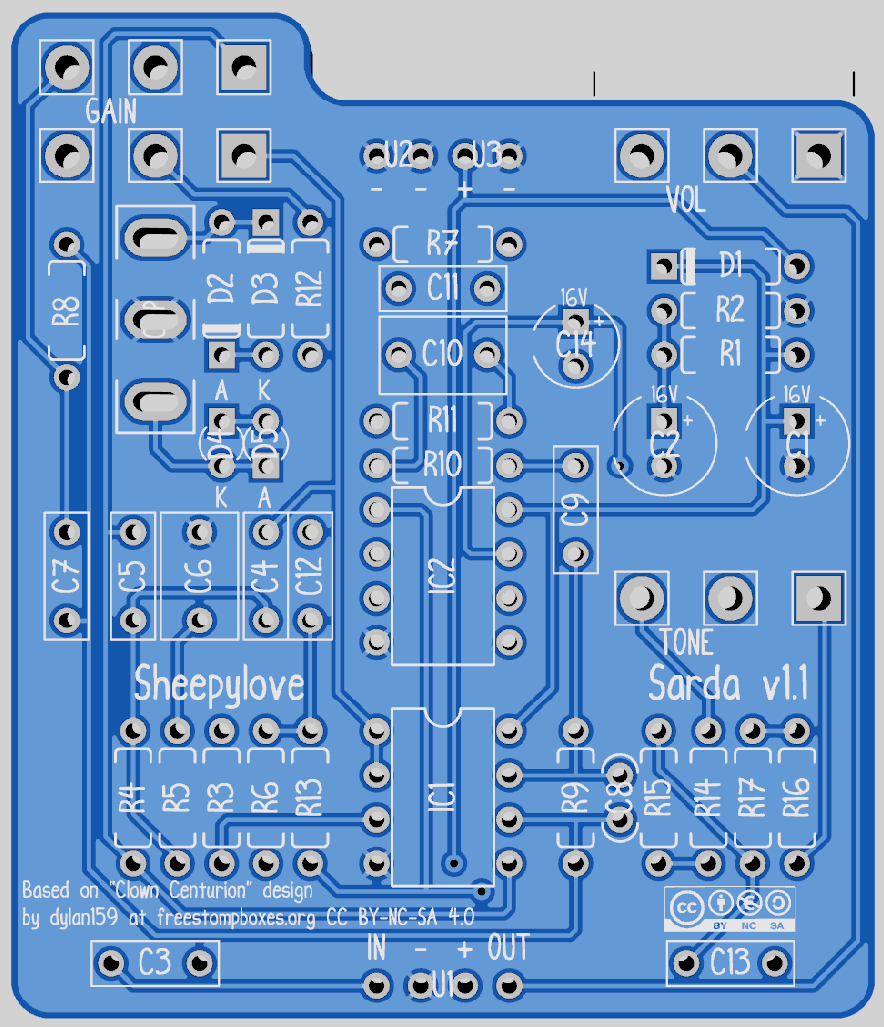 GAIN
U2 U3
- - + -
VOL
R7
D1
R8 D2 D3 R12
C11
R2
16V
+
C14
C10
R1
A K
16V
+
16V
+
R11
D4 D5
C2
C1
R10
K A
C9
C7 C5 C6 C4 C12
IC2
TONE
Sheepylove
Sarda v1.1
R4 R5 R3 R6 R13
IC1
R9 C8 R15 R14 R17 R16
Based on "Clown Centurion" design
by dylan159 at freestompboxes.org CC BY-NC-SA 4.0
cc
BY NC SA
IN - + OUT
C3
C13
U1